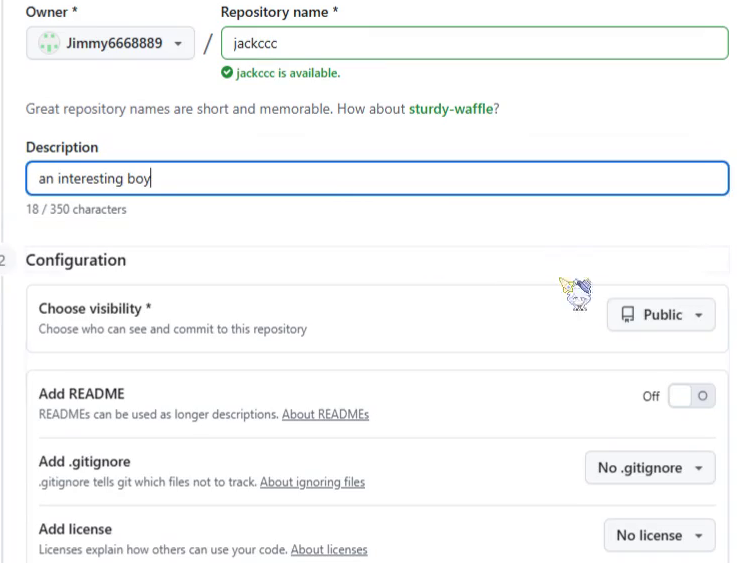 Owner *
Repository name *
Jimmy6668889
/
jackccc
jackccc is available.
Great repository names are short and memorable. How about sturdy-waffle?
Description
an interesting boy
18 / 350 characters
2
Configuration
Choose visibility *
Choose who can see and commit to this repository
Public
Add README
READMEs can be used as longer descriptions. About READMEs
Off
Add .gitignore
.gitignore tells git which files not to track. About ignoring files
No .gitignore
Add license
Licenses explain how others can use your code. About licenses
No license